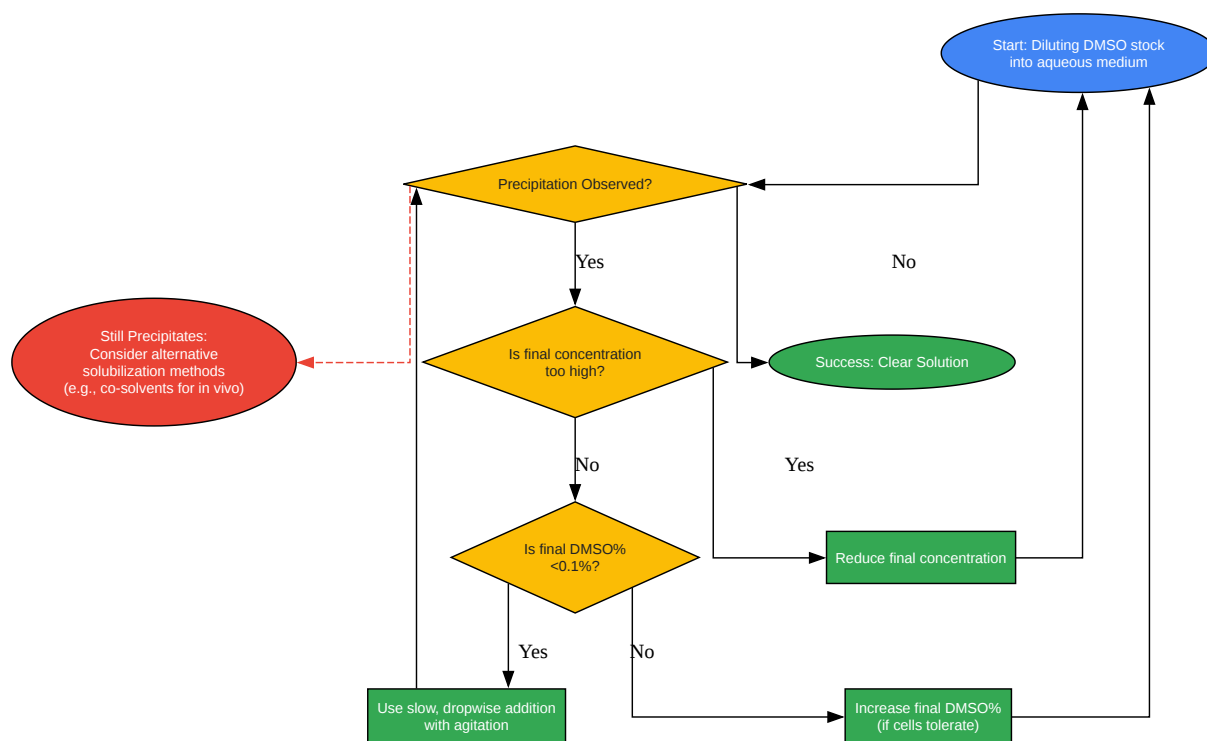 Start: Diluting DMSO stock
into aqueous medium
Precipitation Observed?
Yes
No
Still Precipitates:
Consider alternative
solubilization methods
(e.g., co-solvents for in vivo)
Is final concentration
too high?
Success: Clear Solution
No
Yes
Is final DMSO%
<0.1%?
Reduce final concentration
Yes
No
Use slow, dropwise addition
with agitation
Increase final DMSO%
(if cells tolerate)